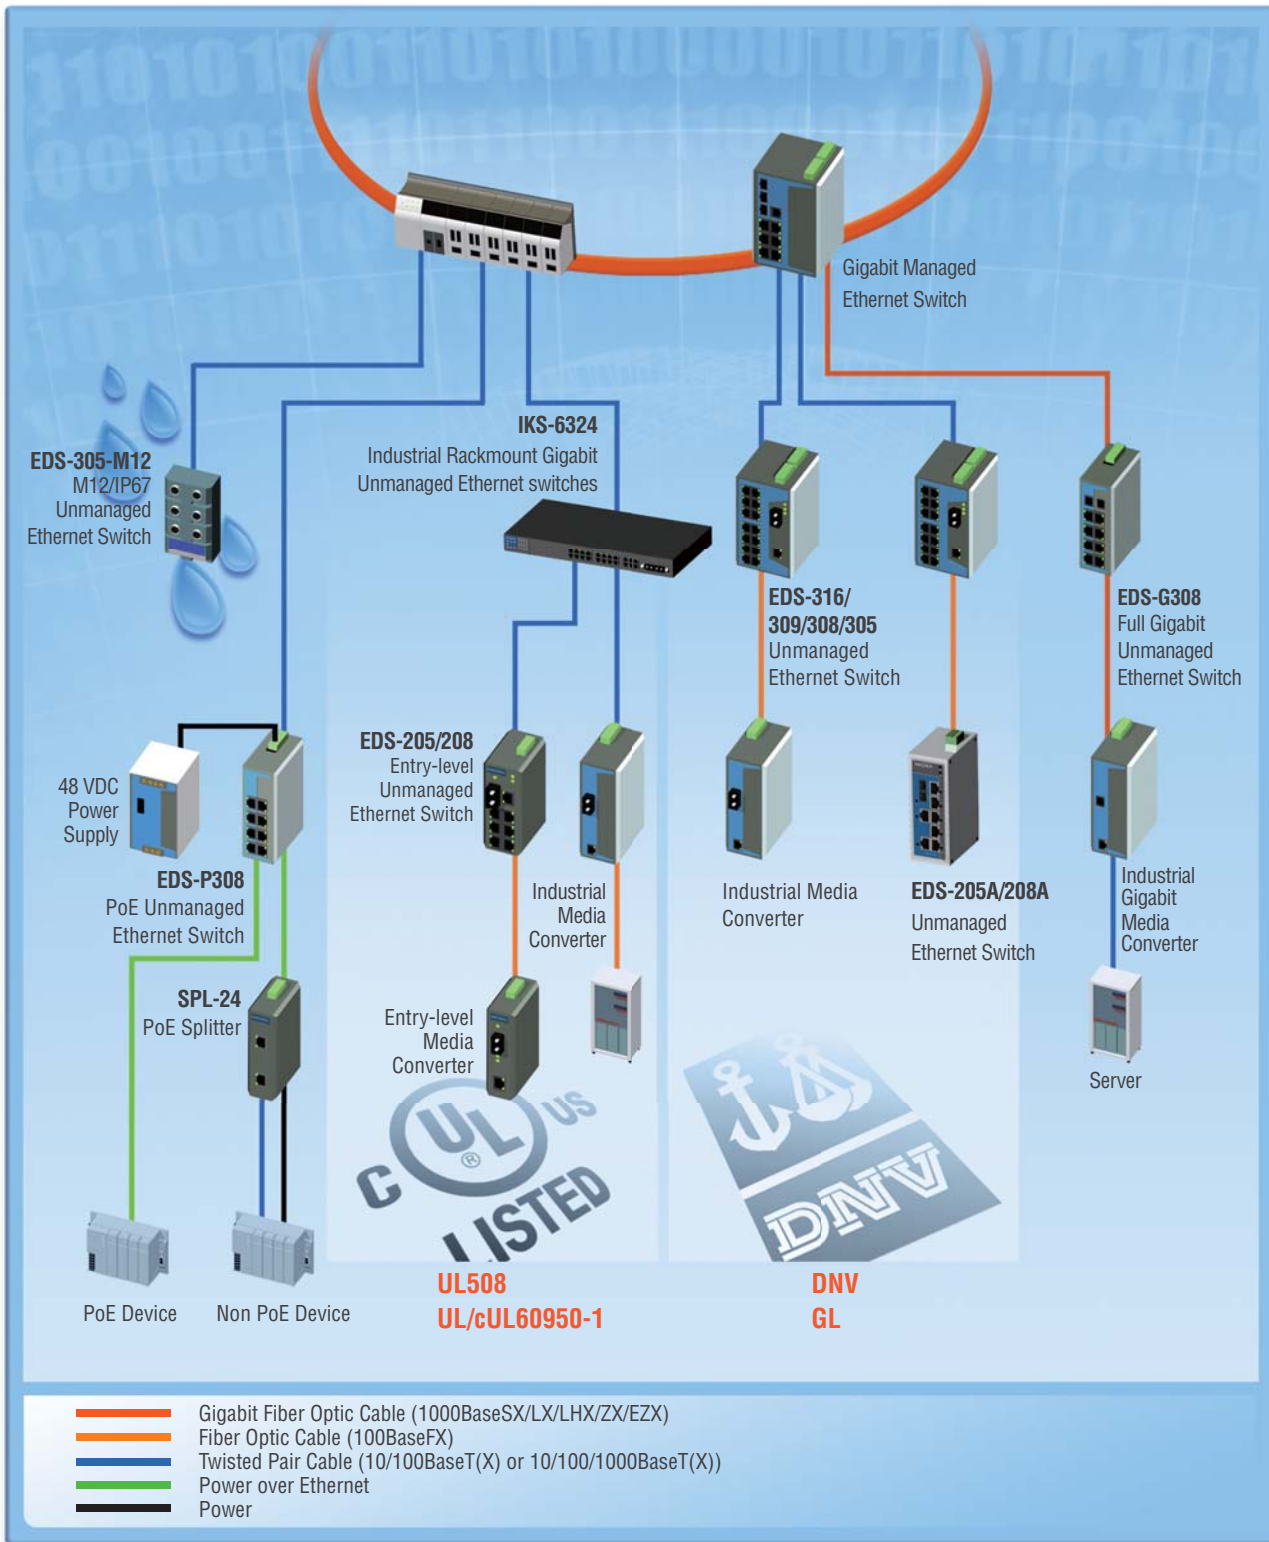 Gigabit Managed
Ethernet Switch
IKS-6324
Industrial Rackmount Gigabit
Unmanaged Ethernet switches
EDS-305-M12
M12/IP67
Unmanaged
Ethernet Switch
EDS-316/
309/308/305
Unmanaged
Ethernet Switch
EDS-G308
Full Gigabit
Unmanaged
Ethernet Switch
48 VDC
Power
Supply
EDS-205/208
Entry-level
Unmanaged
Ethernet Switch
EDS-P308
PoE Unmanaged
Ethernet Switch
Industrial
Media
Converter
Industrial Media
Converter
EDS-205A/208A
Unmanaged
Ethernet Switch
Industrial
Gigabit
Media
Converter
SPL-24
PoE Splitter
Entry-level
Media
Converter
Server
C UL US
®
LISTED
DNV
PoE Device
Non PoE Device
UL508
UL/cUL60950-1
DNV
GL
Gigabit Fiber Optic Cable (1000BaseSX/LX/LHX/ZX/EZX)
Fiber Optic Cable (100BaseFX)
Twisted Pair Cable (10/100BaseT(X) or 10/100/1000BaseT(X))
Power over Ethernet
Power